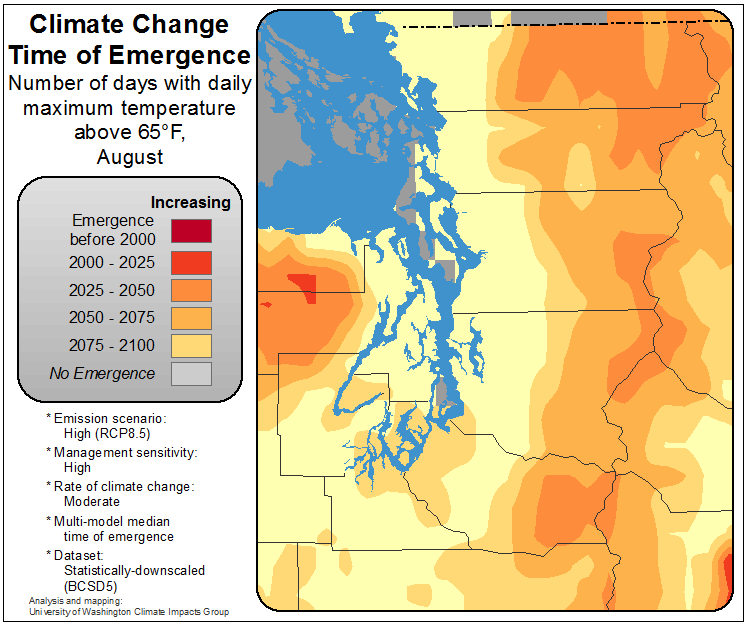 Climate Change
Time of Emergence
Number of days with daily
maximum temperature
above 65°F,
August
Increasing
Emergence
before 2000
2000 - 2025
2025 - 2050
2050 - 2075
2075 - 2100
No Emergence
* Emission scenario:
High (RCP8.5)
* Management sensitivity:
High
* Rate of climate change:
Moderate
* Multi-model median
time of emergence
* Dataset:
Statistically-downscaled
(BCSD5)
Analysis and mapping:
University of Washington Climate Impacts Group